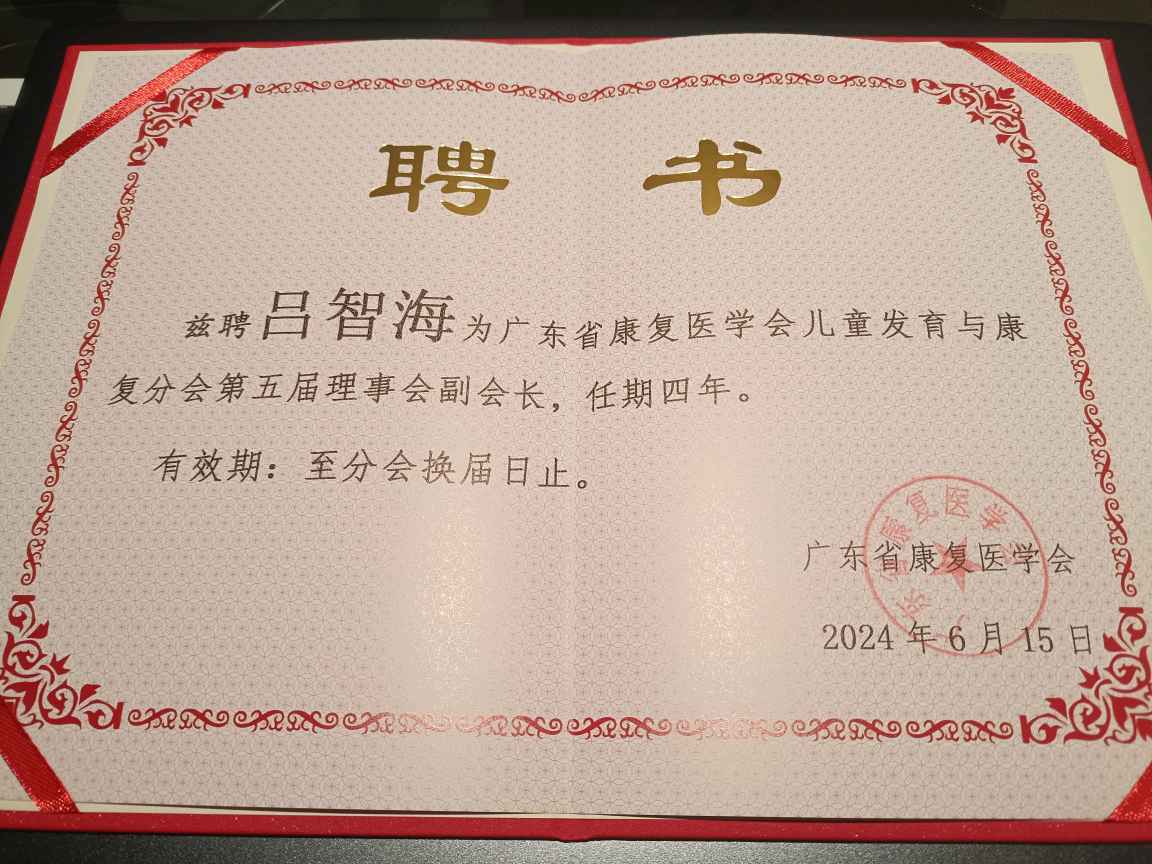 聘 书
兹聘吕智海为广东省康复医学会儿童发育与康
复分会第五届理事会副会长，任期四年。
有效期：至分会换届日止。
广东省康复医学会
2024年6月15日